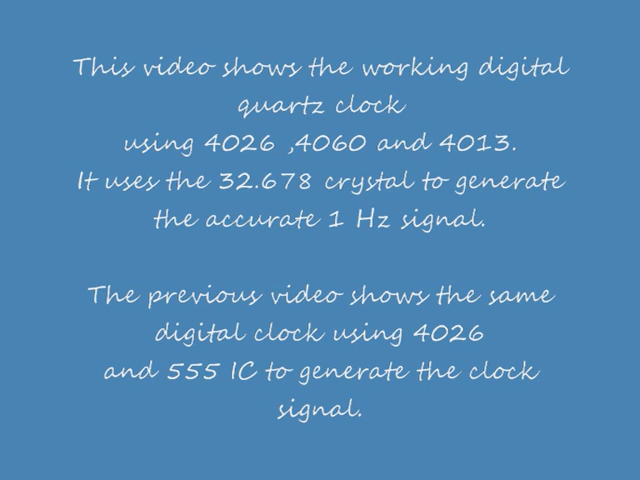 This video shows the working digital
quartz clock
using 4026 ,4060 and 4013.
It uses the 32.678 crystal to generate
the accurate 1 Hz signal.
The previous video shows the same
digital clock using 4026
and 555 IC to generate the clock
signal.